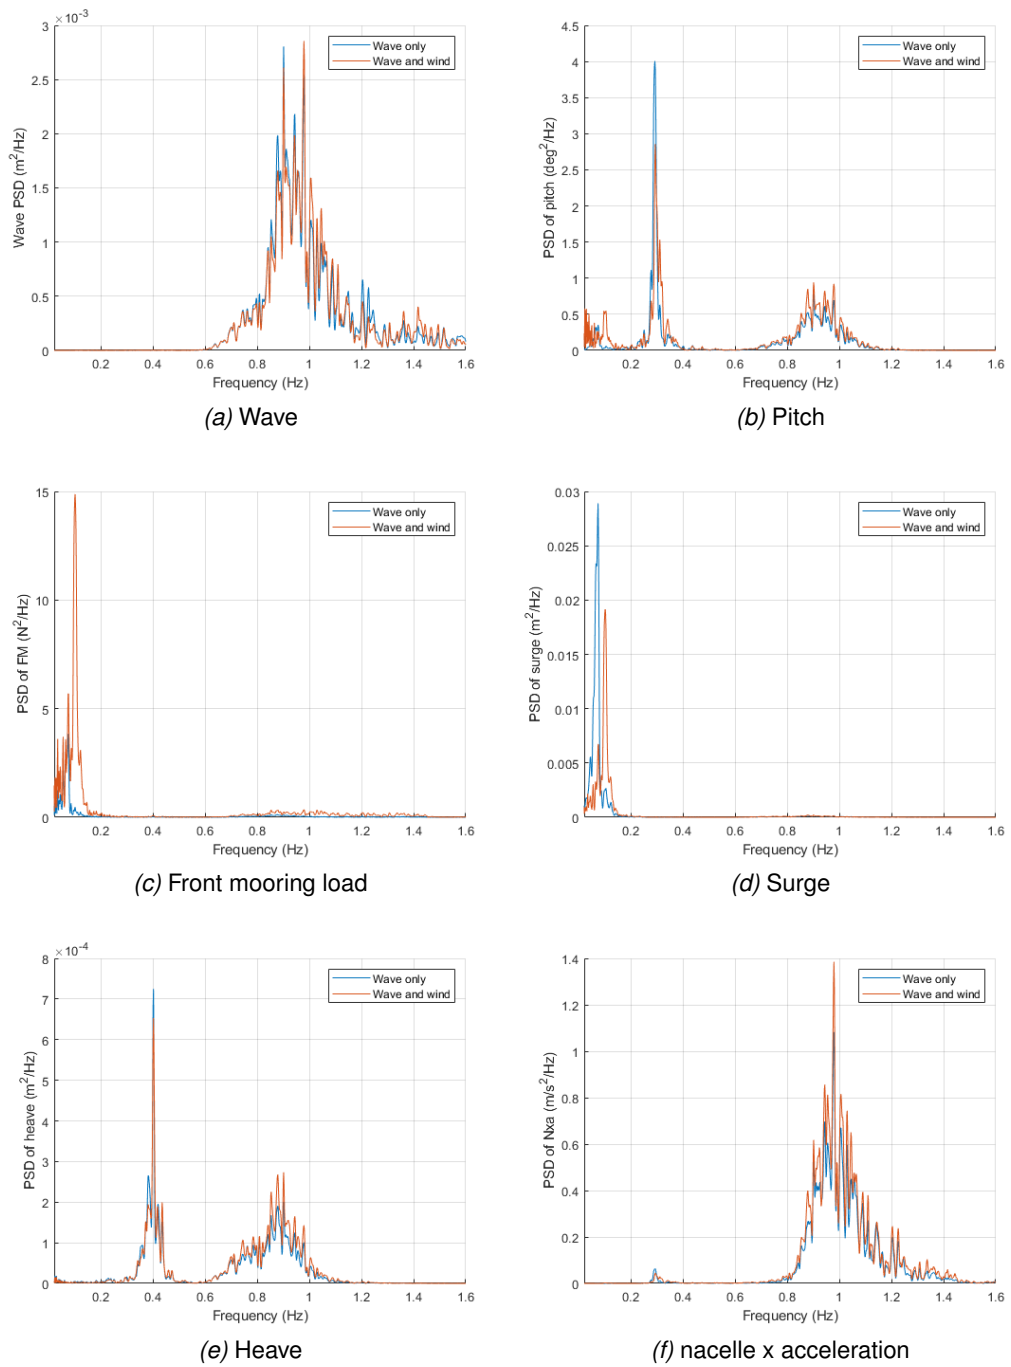 ×10⁻³
3
2.5
2
1.5
1
0.5
0
Wave PSD (m²/Hz)
Wave only
Wave and wind
0.2 0.4 0.6 0.8 1 1.2 1.4 1.6
Frequency (Hz)
(a) Wave
4.5
4
3.5
3
2.5
2
1.5
1
0.5
0
PSD of pitch (deg²/Hz)
Wave only
Wave and wind
0.2 0.4 0.6 0.8 1 1.2 1.4 1.6
Frequency (Hz)
(b) Pitch
15
10
5
0
PSD of FM (N²/Hz)
Wave only
Wave and wind
0.2 0.4 0.6 0.8 1 1.2 1.4 1.6
Frequency (Hz)
(c) Front mooring load
0.03
0.025
0.02
0.015
0.01
0.005
0
PSD of surge (m²/Hz)
Wave only
Wave and wind
0.2 0.4 0.6 0.8 1 1.2 1.4 1.6
Frequency (Hz)
(d) Surge
×10⁻⁴
8
7
6
5
4
3
2
1
0
PSD of heave (m²/Hz)
Wave only
Wave and wind
0.2 0.4 0.6 0.8 1 1.2 1.4 1.6
Frequency (Hz)
(e) Heave
1.4
1.2
1
0.8
0.6
0.4
0.2
0
PSD of Nxa (m/s²/Hz)
Wave only
Wave and wind
0.2 0.4 0.6 0.8 1 1.2 1.4 1.6
Frequency (Hz)
(f) nacelle x acceleration